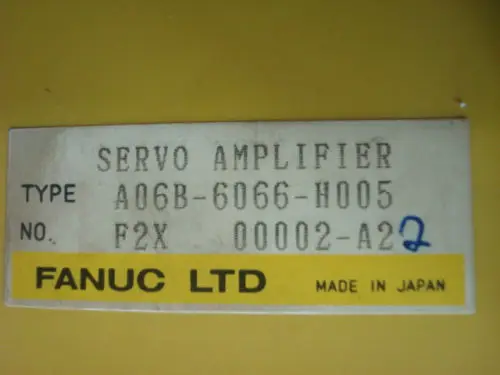 SERVO AMPLIFIER
TYPE A06B-6066-H005
NO. F2X 00002-A22
FANUC LTD MADE IN JAPAN